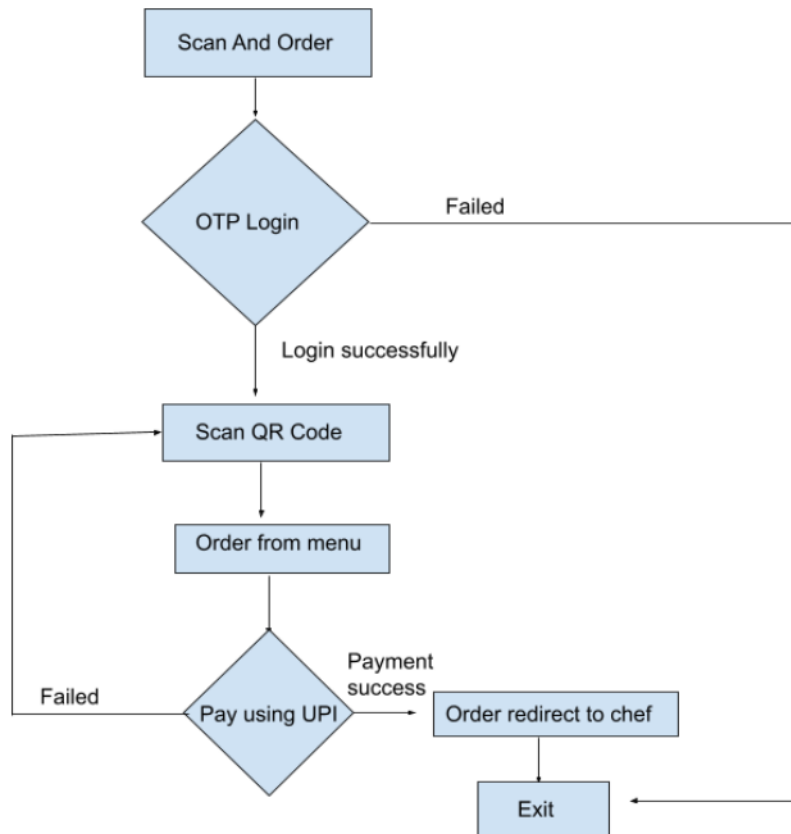 Scan And Order
OTP Login
Failed
Login successfully
Scan QR Code
Order from menu
Payment
success
Failed
Pay using UPI
Order redirect to chef
Exit